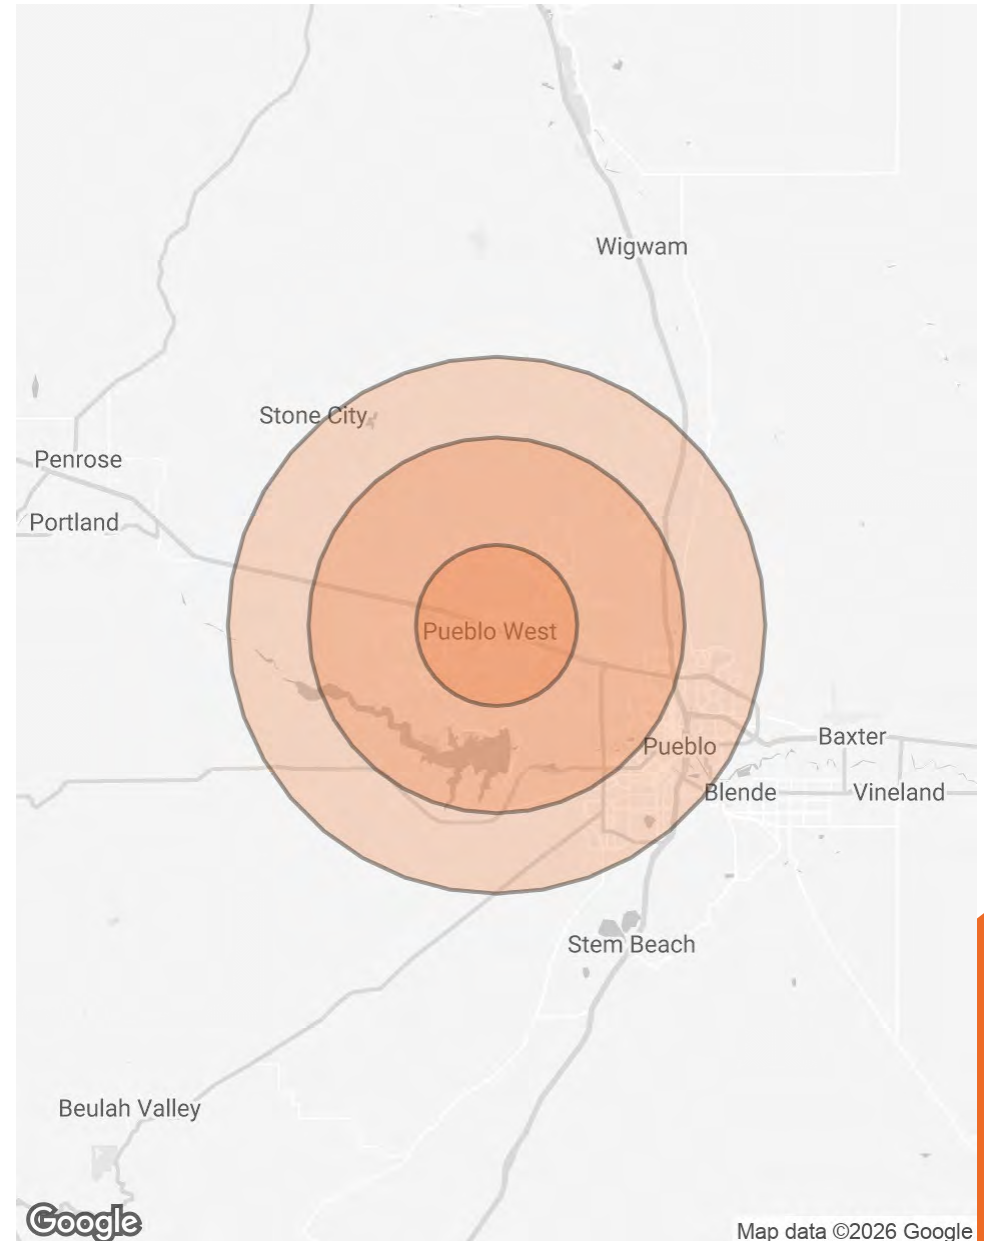 Wigwam
Stone City
Penrose
Portland
Pueblo West
Pueblo
Baxter
Blende
Vineland
Stem Beach
Beulah Valley
Google
Map data ©2026 Google